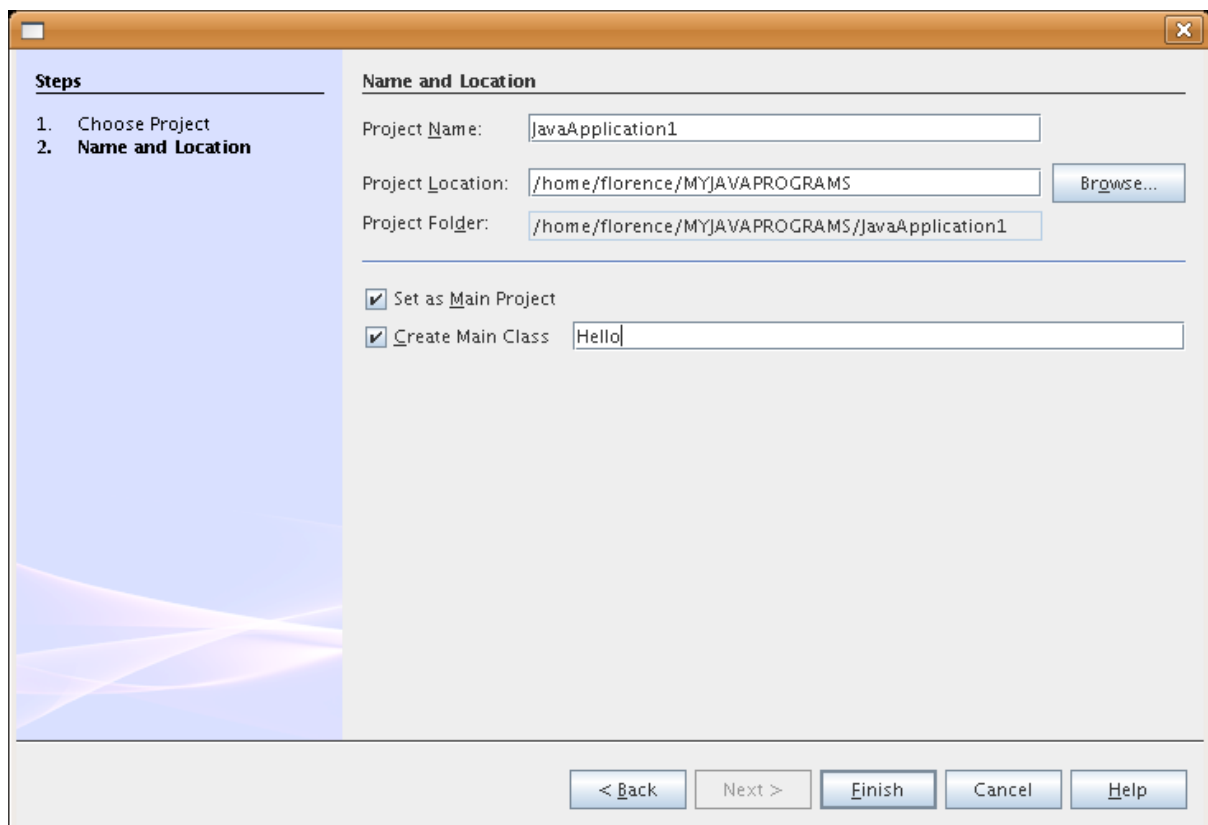 Steps
1. Choose Project
2. Name and Location
Name and Location
Project Name: JavaApplication1
Project Location: /home/florence/MYJAVAPROGRAMS Browse...
Project Folder: /home/florence/MYJAVAPROGRAMS/JavaApplication1
Set as Main Project
Create Main Class Hello
< Back Next > Finish Cancel Help